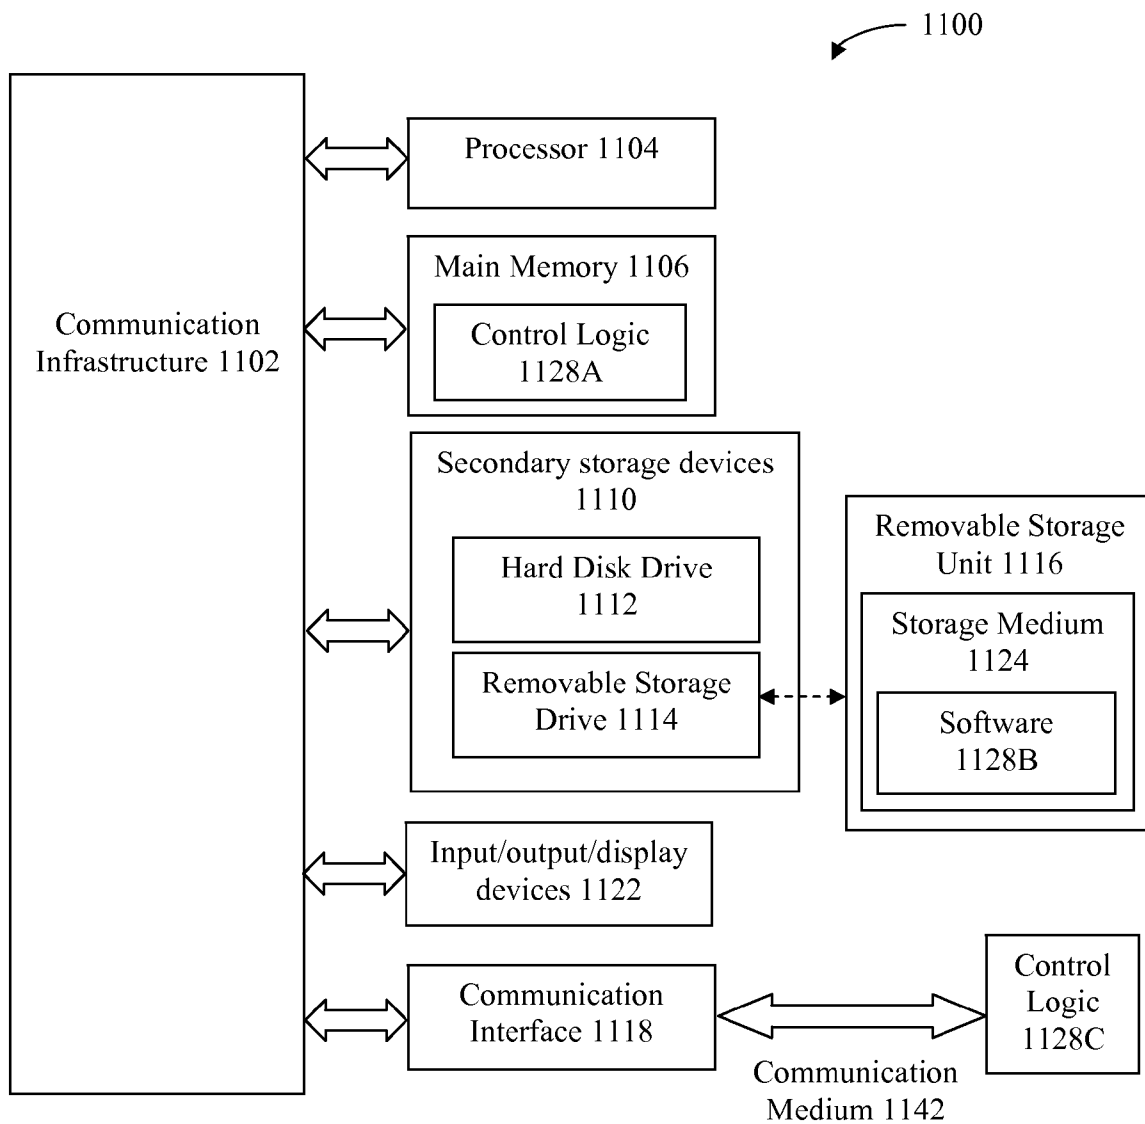 1100
Processor 1104
Main Memory 1106
Control Logic
1128A
Communication
Infrastructure 1102
Secondary storage devices
1110
Hard Disk Drive
1112
Removable Storage
Drive 1114
Removable Storage
Unit 1116
Storage Medium
1124
Software
1128B
Input/output/display
devices 1122
Communication
Interface 1118
Control
Logic
1128C
Communication
Medium 1142